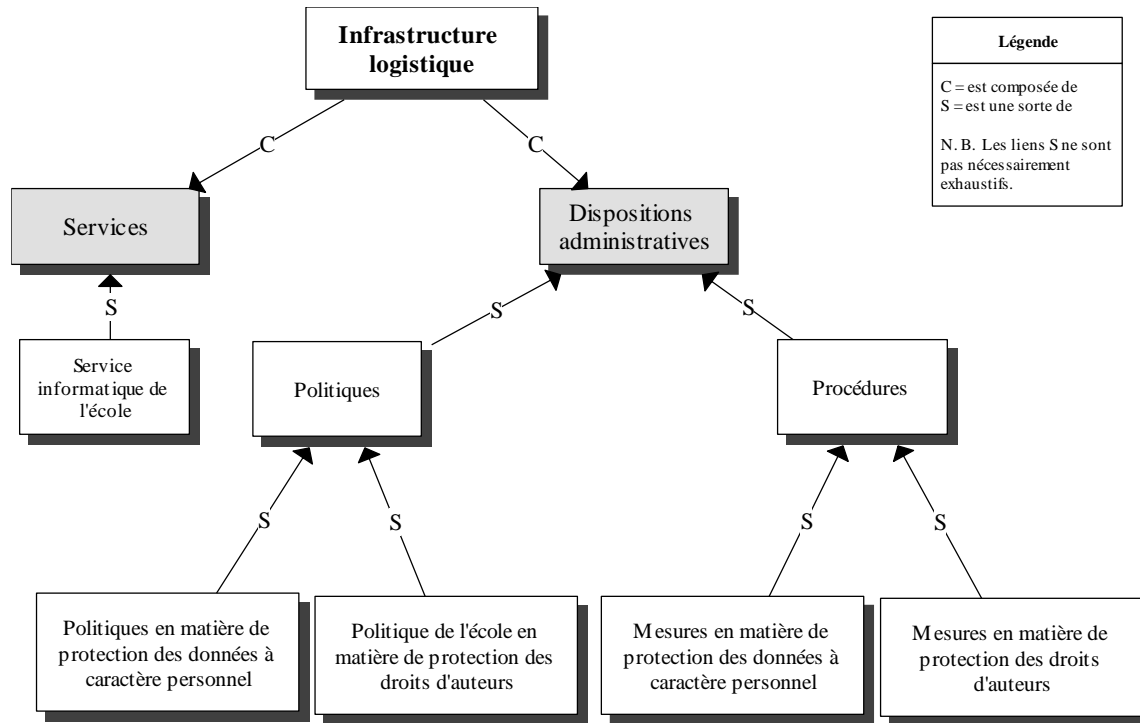 Infrastructure
logistique
Légende
C = est composée de
S = est une sorte de
N. B. Les liens S ne sont
pas nécessairement
exhaustifs.
C
C
Services
Dispositions
administratives
S
S
S
Service
informatique de
l'école
Politiques
Procédures
S
S
S
S
Politiques en matière de
protection des données à
caractère personnel
Politique de l'école en
matière de protection des
droits d'auteurs
Mesures en matière de
protection des données à
caractère personnel
Mesures en matière de
protection des droits
d'auteurs